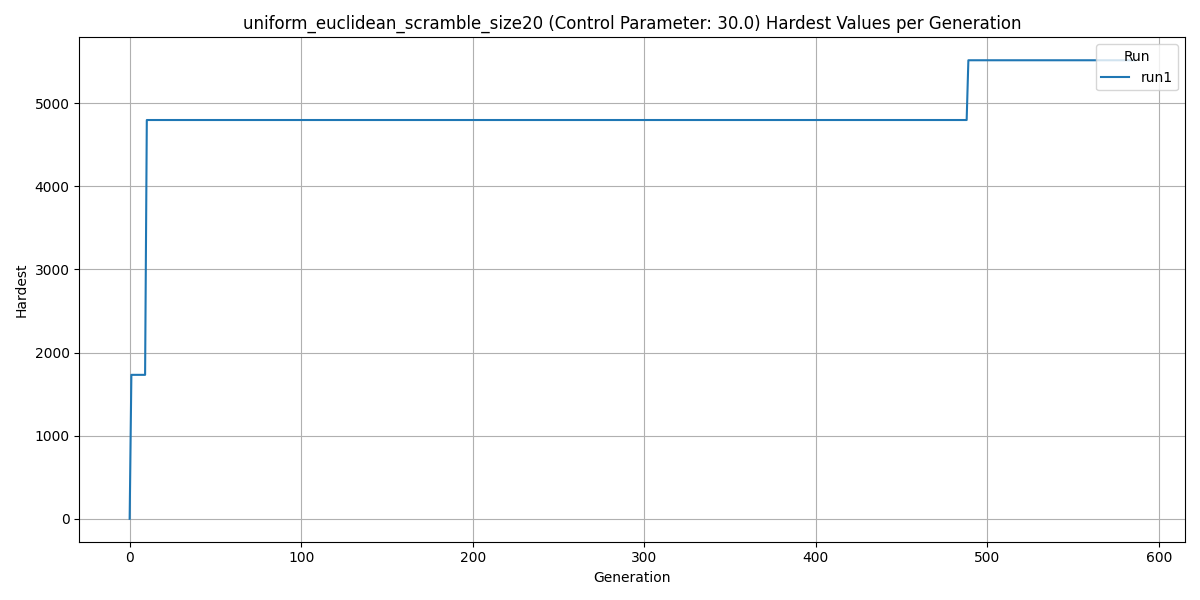 uniform_euclidean_scramble_size20 (Control Parameter: 30.0) Hardest Values per Generation
Run
run1
5000
4000
3000
2000
1000
0
Hardest
0 100 200 300 400 500 600
Generation